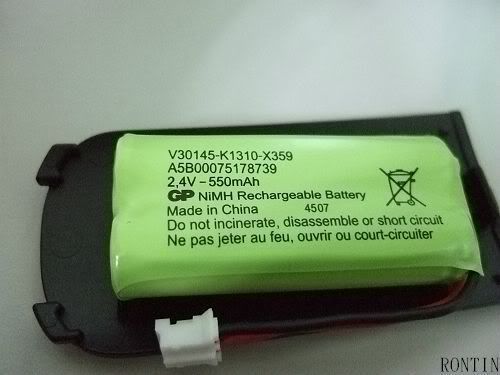 V30145-K1310-X359
A5B00075178739
2,4V – 550mAh
GP NiMH Rechargeable Battery
Made in China 4507
Do not incinerate, disassemble or short circuit
Ne pas jeter au feu, ouvrir ou court-circuiter
RONTIN